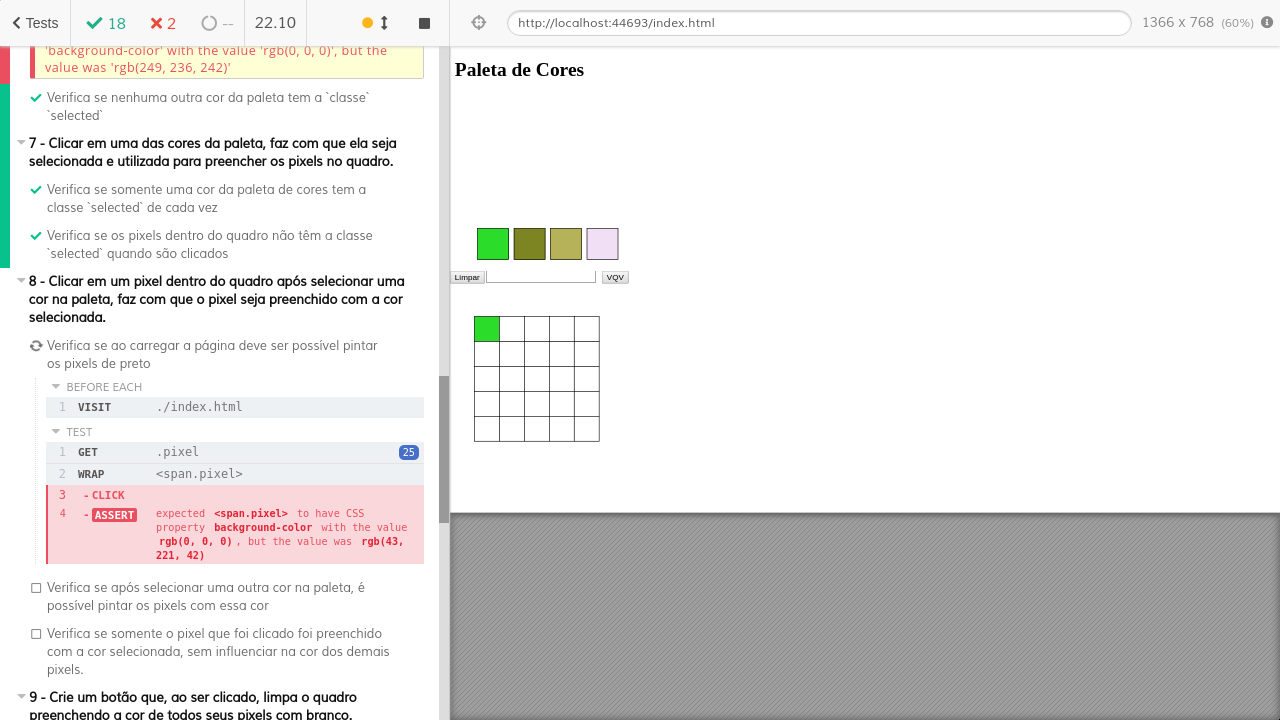 Tests
18
2
--
22.10
http://localhost:44693/index.html
1366 x 768 (60%)
'background-color' with the value 'rgb(0, 0, 0)', but the
value was 'rgb(249, 236, 242)'
Verifica se nenhuma outra cor da paleta tem a `classe`
`selected`
7 - Clicar em uma das cores da paleta, faz com que ela seja
selecionada e utilizada para preencher os pixels no quadro.
Verifica se somente uma cor da paleta de cores tem a
classe `selected` de cada vez
Verifica se os pixels dentro do quadro não têm a classe
`selected` quando são clicados
8 - Clicar em um pixel dentro do quadro após selecionar uma
cor na paleta, faz com que o pixel seja preenchido com a cor
selecionada.
Verifica se ao carregar a página deve ser possível pintar
os pixels de preto
BEFORE EACH
1 VISIT ./index.html
TEST
1 GET .pixel 25
2 WRAP <span.pixel>
3 - CLICK
4 - ASSERT expected <span.pixel> to have CSS
property background-color with the value
rgb(0, 0, 0) , but the value was rgb(43,
221, 42)
Verifica se após selecionar uma outra cor na paleta, é
possível pintar os pixels com essa cor
Verifica se somente o pixel que foi clicado foi preenchido
com a cor selecionada, sem influenciar na cor dos demais
pixels.
9 - Crie um botão que, ao ser clicado, limpa o quadro
preenchendo a cor de todos seus pixels com branco.
Paleta de Cores
Limpar
VQV